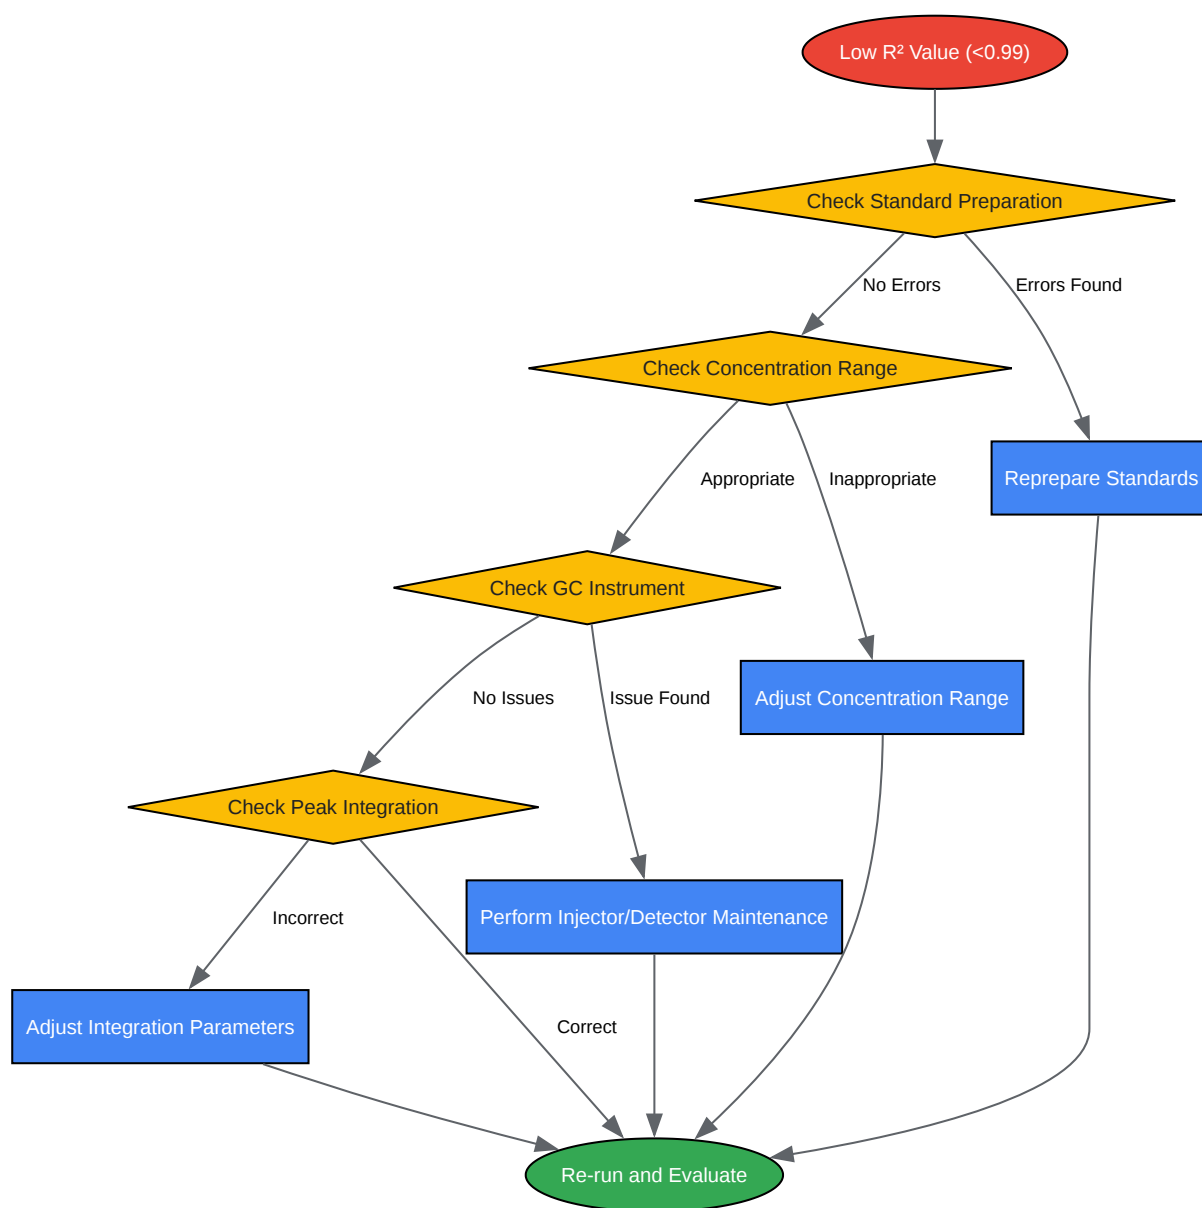 Low R² Value (<0.99)
Check Standard Preparation
No Errors
Errors Found
Check Concentration Range
Appropriate
Inappropriate
Reprepare Standards
Check GC Instrument
No Issues
Issue Found
Adjust Concentration Range
Check Peak Integration
Incorrect
Perform Injector/Detector Maintenance
Adjust Integration Parameters
Correct
Re-run and Evaluate